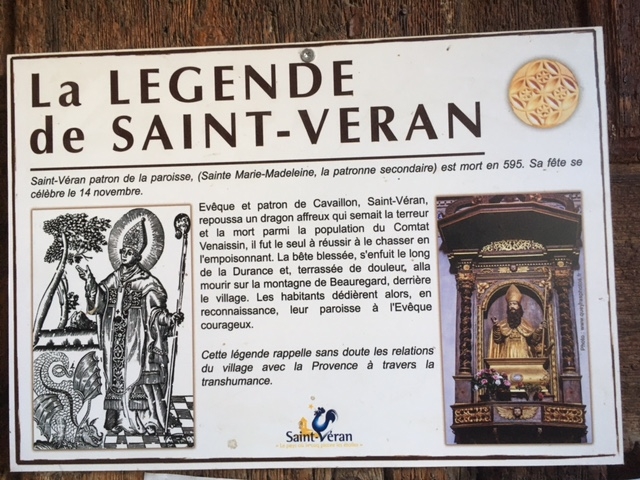 La LEGENDE
de SAINT-VERAN
Saint-Véran patron de la paroisse, (Sainte Marie-Madeleine, la patronne secondaire) est mort en 595. Sa fête se
célèbre le 14 novembre.
Evêque et patron de Cavaillon, Saint-Véran,
repoussa un dragon affreux qui semait la terreur
et la mort parmi la population du Comtat
Venaissin, il fut le seul à réussir à le chasser en
l'empoisonnant. La bête blessée, s'enfuit le long
de la Durance et, terrassée de douleur, alla
mourir sur la montagne de Beauregard, derrière
le village. Les habitants dédièrent alors, en
reconnaissance, leur paroisse à l'Evêque
courageux.
Cette légende rappelle sans doute les relations
du village avec la Provence à travers la
transhumance.
Saint-Véran
Photo: